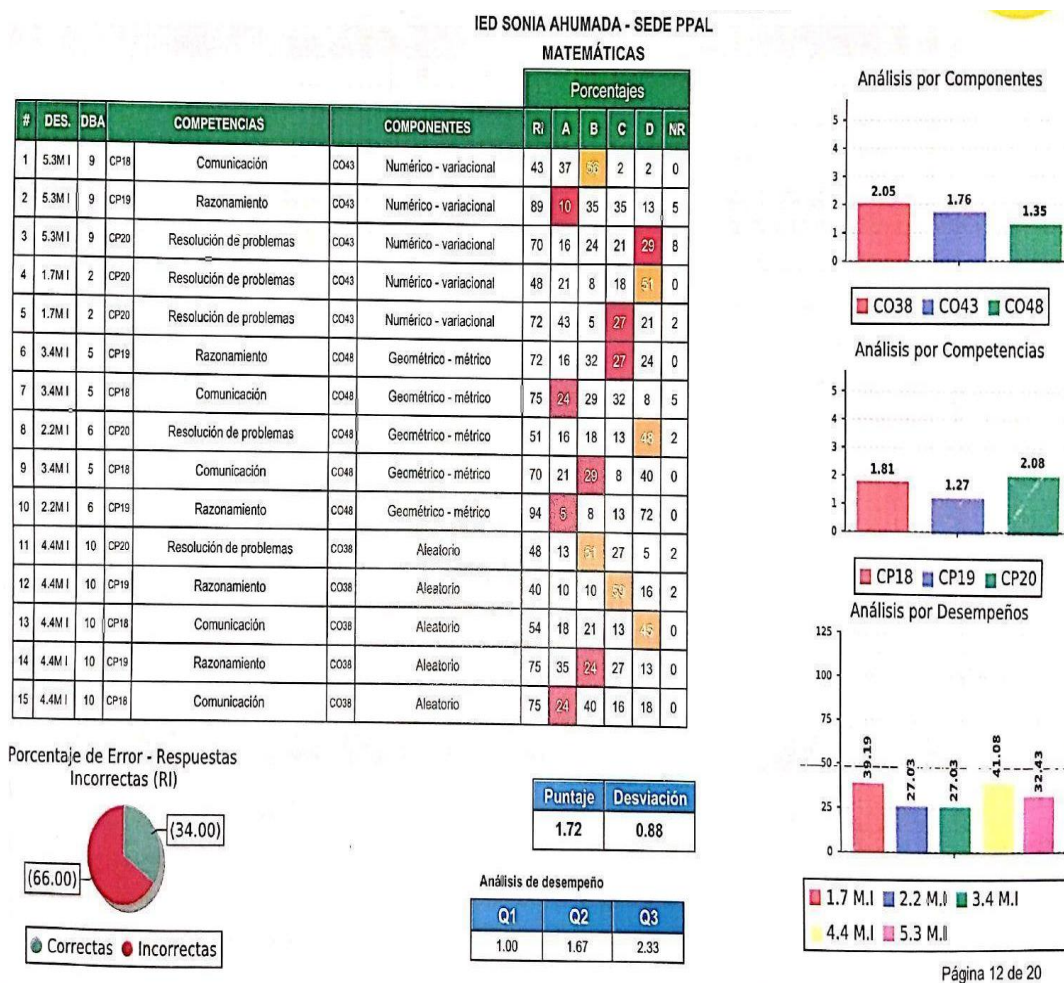 IED SONIA AHUMADA - SEDE PPAL
MATEMÁTICAS
Porcentajes
# DES. DBA COMPETENCIAS COMPONENTES RI A B C D NR
1 5.3M I 9 CP18 Comunicación CO43 Numérico - variacional 43 37 56 2 2 0
2 5.3M I 9 CP19 Razonamiento CO43 Numérico - variacional 89 10 35 35 13 5
3 5.3M I 9 CP20 Resolución de problemas CO43 Numérico - variacional 70 16 24 21 29 8
4 1.7M I 2 CP20 Resolución de problemas CO43 Numérico - variacional 48 21 8 18 51 0
5 1.7M I 2 CP20 Resolución de problemas CO43 Numérico - variacional 72 43 5 27 21 2
6 3.4M I 5 CP19 Razonamiento CO48 Geométrico - métrico 72 16 32 27 24 0
7 3.4M I 5 CP18 Comunicación CO48 Geométrico - métrico 75 24 29 32 8 5
8 2.2M I 6 CP20 Resolución de problemas CO48 Geométrico - métrico 51 16 18 13 48 2
9 3.4M I 5 CP18 Comunicación CO48 Geométrico - métrico 70 21 29 8 40 0
10 2.2M I 6 CP19 Razonamiento CO48 Geométrico - métrico 94 5 8 13 72 0
11 4.4M I 10 CP20 Resolución de problemas CO38 Aleatorio 48 13 51 27 5 2
12 4.4M I 10 CP19 Razonamiento CO38 Aleatorio 40 10 10 59 16 2
13 4.4M I 10 CP18 Comunicación CO38 Aleatorio 54 18 21 13 45 0
14 4.4M I 10 CP19 Razonamiento CO38 Aleatorio 75 35 24 27 13 0
15 4.4M I 10 CP18 Comunicación CO38 Aleatorio 75 24 40 16 18 0
Análisis por Componentes
5
4
3
2
1
0
2.05 1.76 1.35
CO38 CO43 CO48
Análisis por Competencias
5
4
3
2
1
0
1.81 1.27 2.08
CP18 CP19 CP20
Análisis por Desempeños
125
100
75
50
25
0
39.19 27.03 27.03 41.08 32.43
1.7 M.I 2.2 M.I 3.4 M.I
4.4 M.I 5.3 M.I
Porcentaje de Error - Respuestas
Incorrectas (RI)
(34.00)
(66.00)
Correctas Incorrectas
Puntaje Desviación
1.72 0.88
Análisis de desempeño
Q1 Q2 Q3
1.00 1.67 2.33
Página 12 de 20